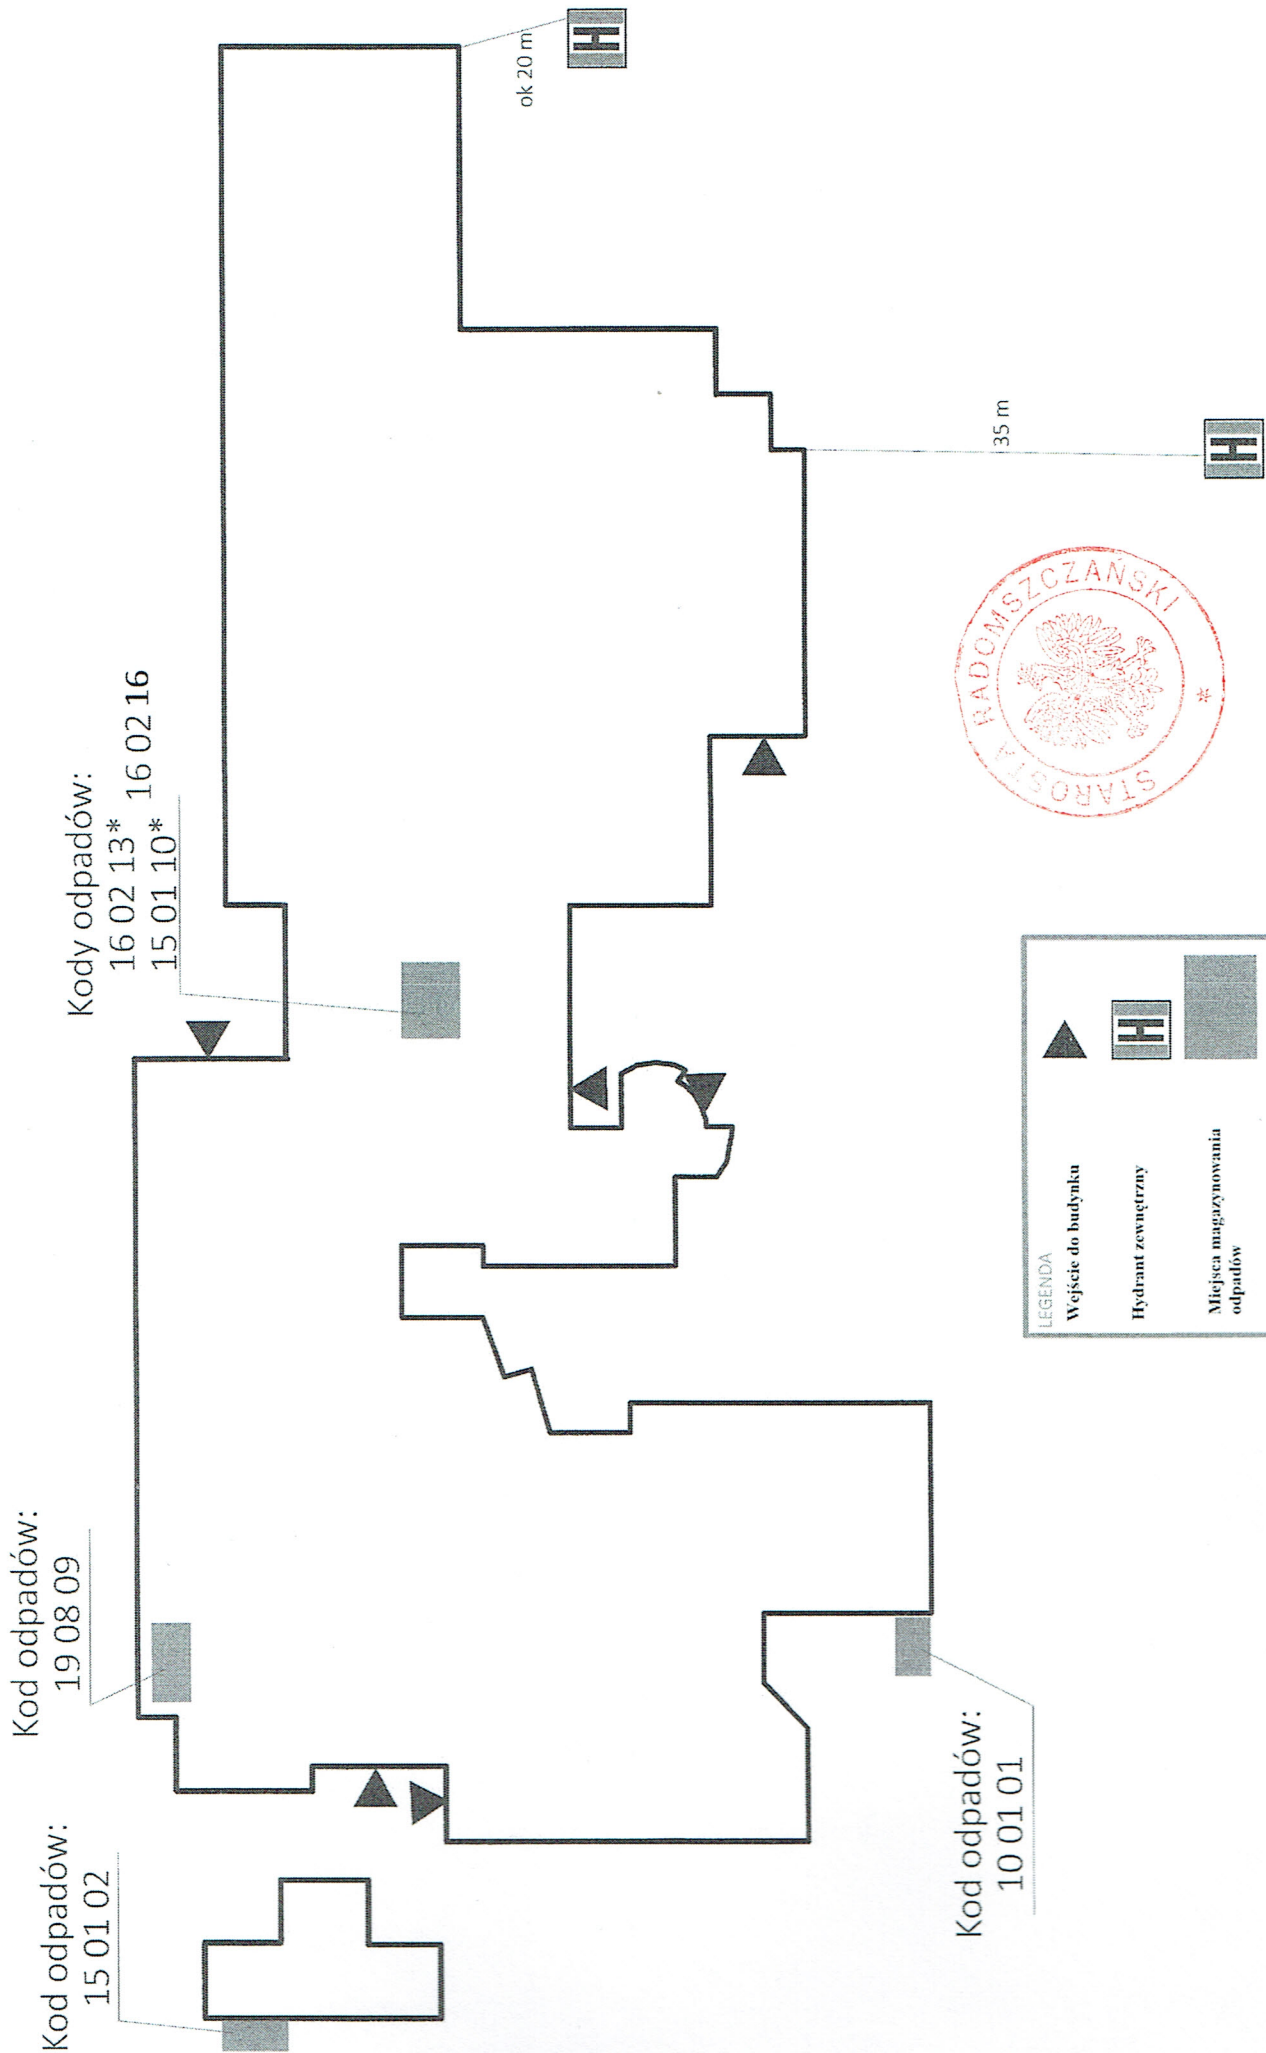 Kod odpadów:
15 01 02
Kod odpadów:
19 08 09
Kody odpadów:
16 02 13* 16 02 16
15 01 10*
ok 20 m
H
35 m
H
Kod odpadów:
10 01 01
STAROSTA RADOMSZCZAŃSKI *
LEGENDA
Wejście do budynku
Hydrant zewnętrzny
H
Miejsca magazynowania
odpadów